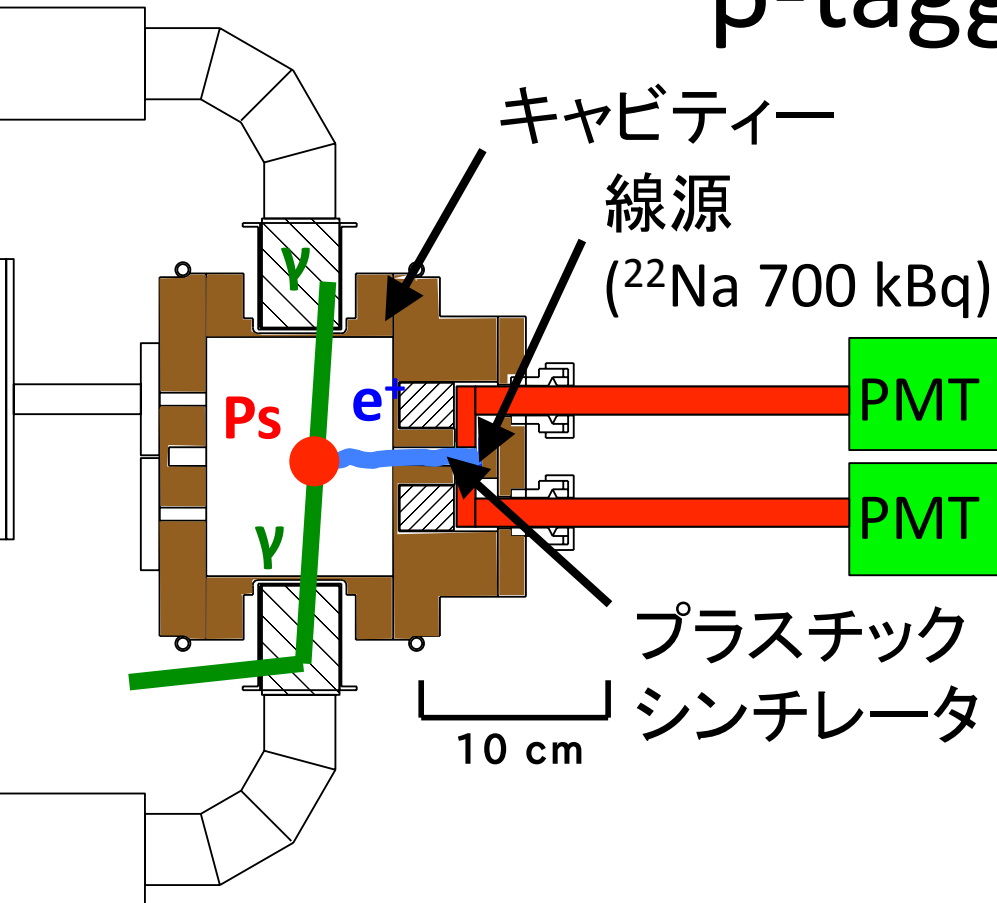 β-tagg
キャビティー
線源
(²²Na 700 kBq)
γ
Ps
e⁺
PMT
γ
PMT
プラスチック
シンチレータ
10 cm